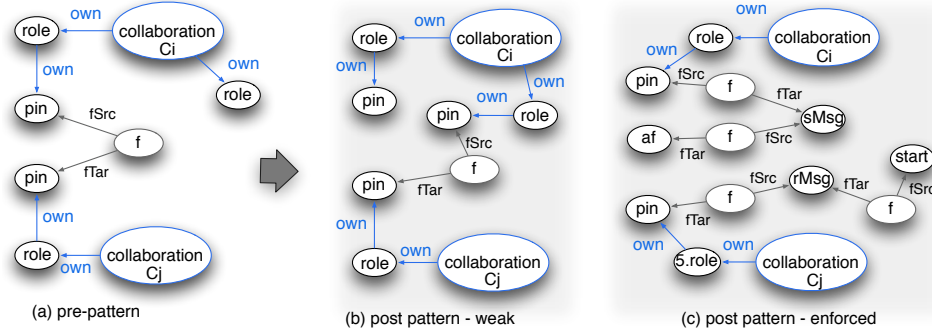 role
own
collaboration
Ci
own
own
role
pin
fSrc
f
fTar
pin
own
role
own
collaboration
Cj
(a) pre-pattern
role
own
collaboration
Ci
own
own
pin
own
pin
role
fSrc
f
pin
fTar
own
role
own
collaboration
Cj
(b) post pattern - weak
role
own
collaboration
Ci
own
pin
fSrc
f
fTar
sMsg
af
fTar
f
fSrc
start
rMsg
fSrc
f
fTar
fSrc
pin
fTar
f
own
5.role
own
collaboration
Cj
(c) post pattern - enforced